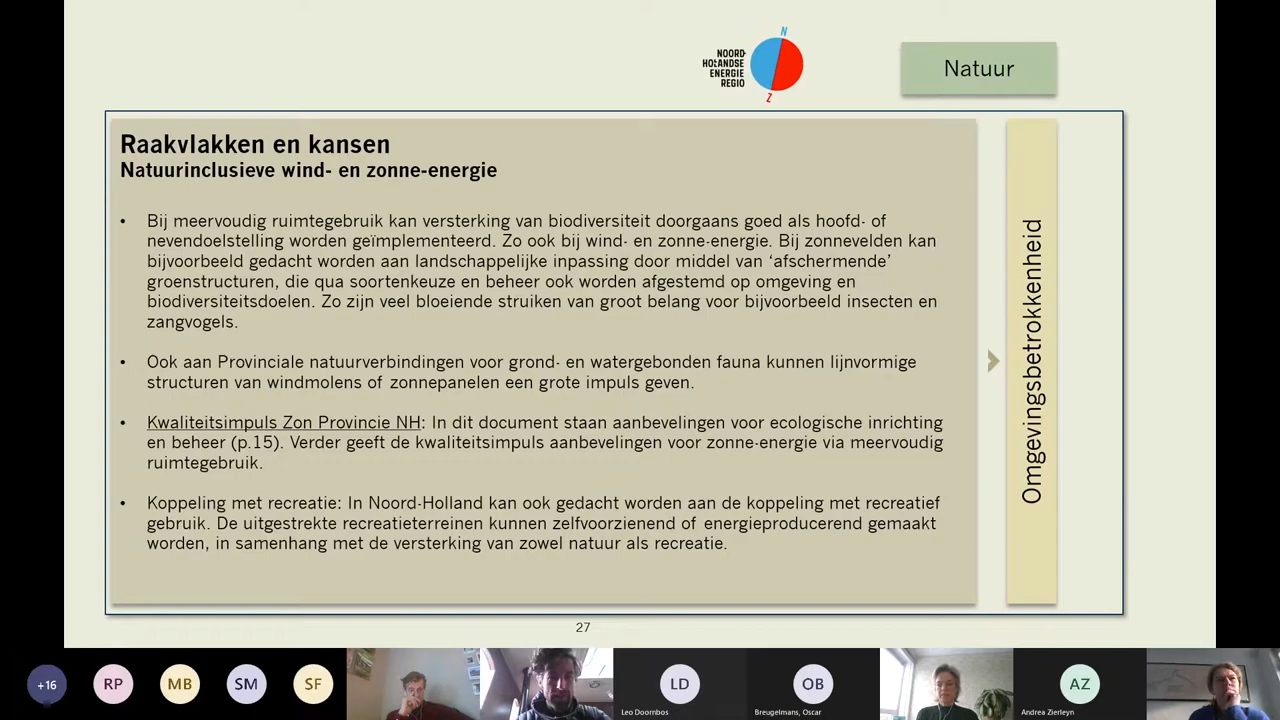 N
NOORD-
HOLLANDSE
ENERGIE
REGIO
Z
Natuur
Raakvlakken en kansen
Natuurinclusieve wind- en zonne-energie
• Bij meervoudig ruimtegebruik kan versterking van biodiversiteit doorgaans goed als hoofd- of
nevendoelstelling worden geïmplementeerd. Zo ook bij wind- en zonne-energie. Bij zonnevelden kan
bijvoorbeeld gedacht worden aan landschappelijke inpassing door middel van ‘afschermende’
groenstructuren, die qua soortenkeuze en beheer ook worden afgestemd op omgeving en
biodiversiteitsdoelen. Zo zijn veel bloeiende struiken van groot belang voor bijvoorbeeld insecten en
zangvogels.
• Ook aan Provinciale natuurverbindingen voor grond- en watergebonden fauna kunnen lijnvormige
structuren van windmolens of zonnepanelen een grote impuls geven.
• Kwaliteitsimpuls Zon Provincie NH: In dit document staan aanbevelingen voor ecologische inrichting
en beheer (p.15). Verder geeft de kwaliteitsimpuls aanbevelingen voor zonne-energie via meervoudig
ruimtegebruik.
• Koppeling met recreatie: In Noord-Holland kan ook gedacht worden aan de koppeling met recreatief
gebruik. De uitgestrekte recreatieterreinen kunnen zelfvoorzienend of energieproducerend gemaakt
worden, in samenhang met de versterking van zowel natuur als recreatie.
Omgevingsbetrokkenheid
27
+16
RP
MB
SM
SF
LD
Leo Doornbos
OB
Breugelmans, Oscar
AZ
Andrea Zierleyn